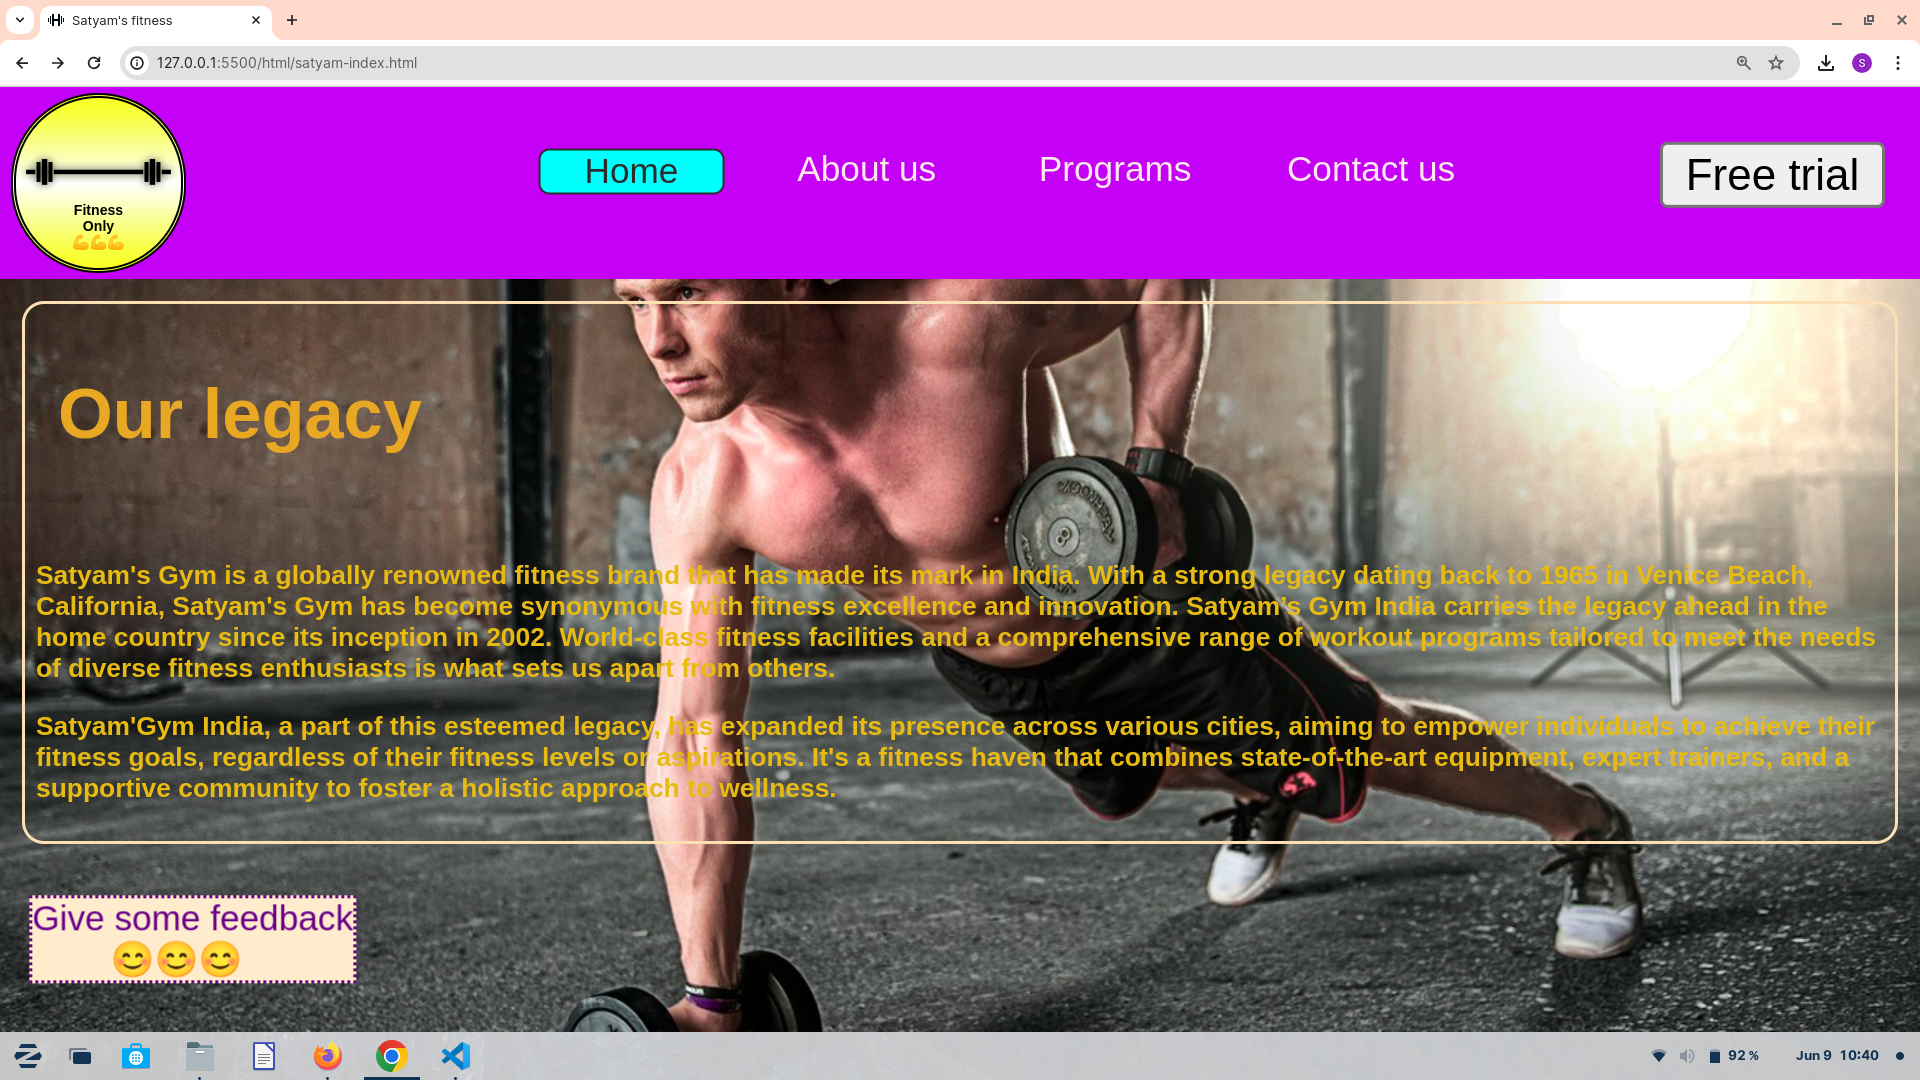 Satyam's fitness
127.0.0.1:5500/html/satyam-index.html
S
Fitness
Only
💪💪💪
Home
About us
Programs
Contact us
Free trial
Our legacy
Satyam's Gym is a globally renowned fitness brand that has made its mark in India. With a strong legacy dating back to 1965 in Venice Beach,
California, Satyam's Gym has become synonymous with fitness excellence and innovation. Satyam's Gym India carries the legacy ahead in the
home country since its inception in 2002. World-class fitness facilities and a comprehensive range of workout programs tailored to meet the needs
of diverse fitness enthusiasts is what sets us apart from others.
Satyam'Gym India, a part of this esteemed legacy, has expanded its presence across various cities, aiming to empower individuals to achieve their
fitness goals, regardless of their fitness levels or aspirations. It's a fitness haven that combines state-of-the-art equipment, expert trainers, and a
supportive community to foster a holistic approach to wellness.
8
Give some feedback
😊😊😊
92 %
Jun 9 10:40